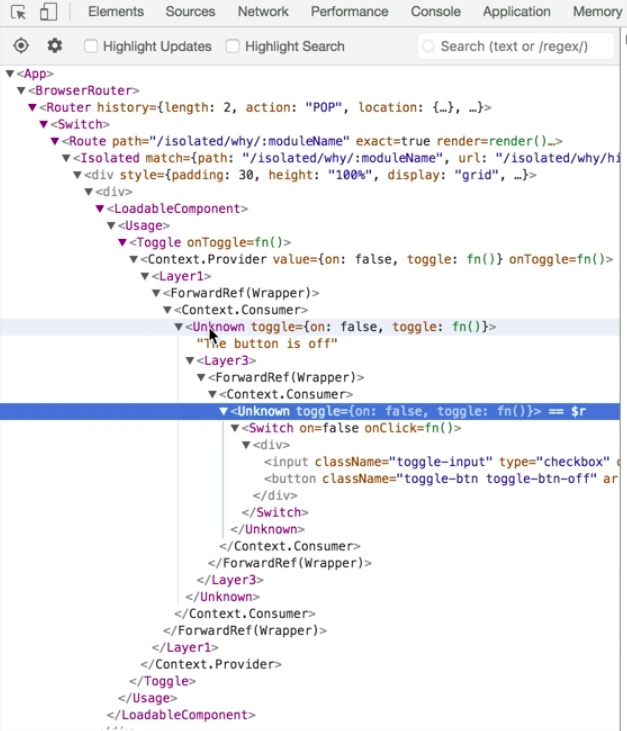 Elements Sources Network Performance Console Application Memory
Highlight Updates Highlight Search Search (text or /regex/)
▼<App>
▼<BrowserRouter>
▼<Router history={length: 2, action: "POP", location: {…}, …}>
▼<Switch>
▼<Route path="/isolated/why/:moduleName" exact=true render=render()…>
▼<Isolated match={path: "/isolated/why/:moduleName", url: "/isolated/why/hi
▼<div style={padding: 30, height: "100%", display: "grid", …}>
▼<div>
▼<LoadableComponent>
▼<Usage>
▼<Toggle onToggle=fn()>
▼<Context.Provider value={on: false, toggle: fn()} onToggle=fn()>
▼<Layer1>
▼<ForwardRef(Wrapper)>
▼<Context.Consumer>
▼<Unknown toggle={on: false, toggle: fn()}>
"The button is off"
▼<Layer3>
▼<ForwardRef(Wrapper)>
▼<Context.Consumer>
▼<Unknown toggle={on: false, toggle: fn()}> == $r
▼<Switch on=false onClick=fn()>
▼<div>
<input className="toggle-input" type="checkbox"
<button className="toggle-btn toggle-btn-off" ar
</div>
</Switch>
</Unknown>
</Context.Consumer>
</ForwardRef(Wrapper)>
</Layer3>
</Unknown>
</Context.Consumer>
</ForwardRef(Wrapper)>
</Layer1>
</Context.Provider>
</Toggle>
</Usage>
</LoadableComponent>